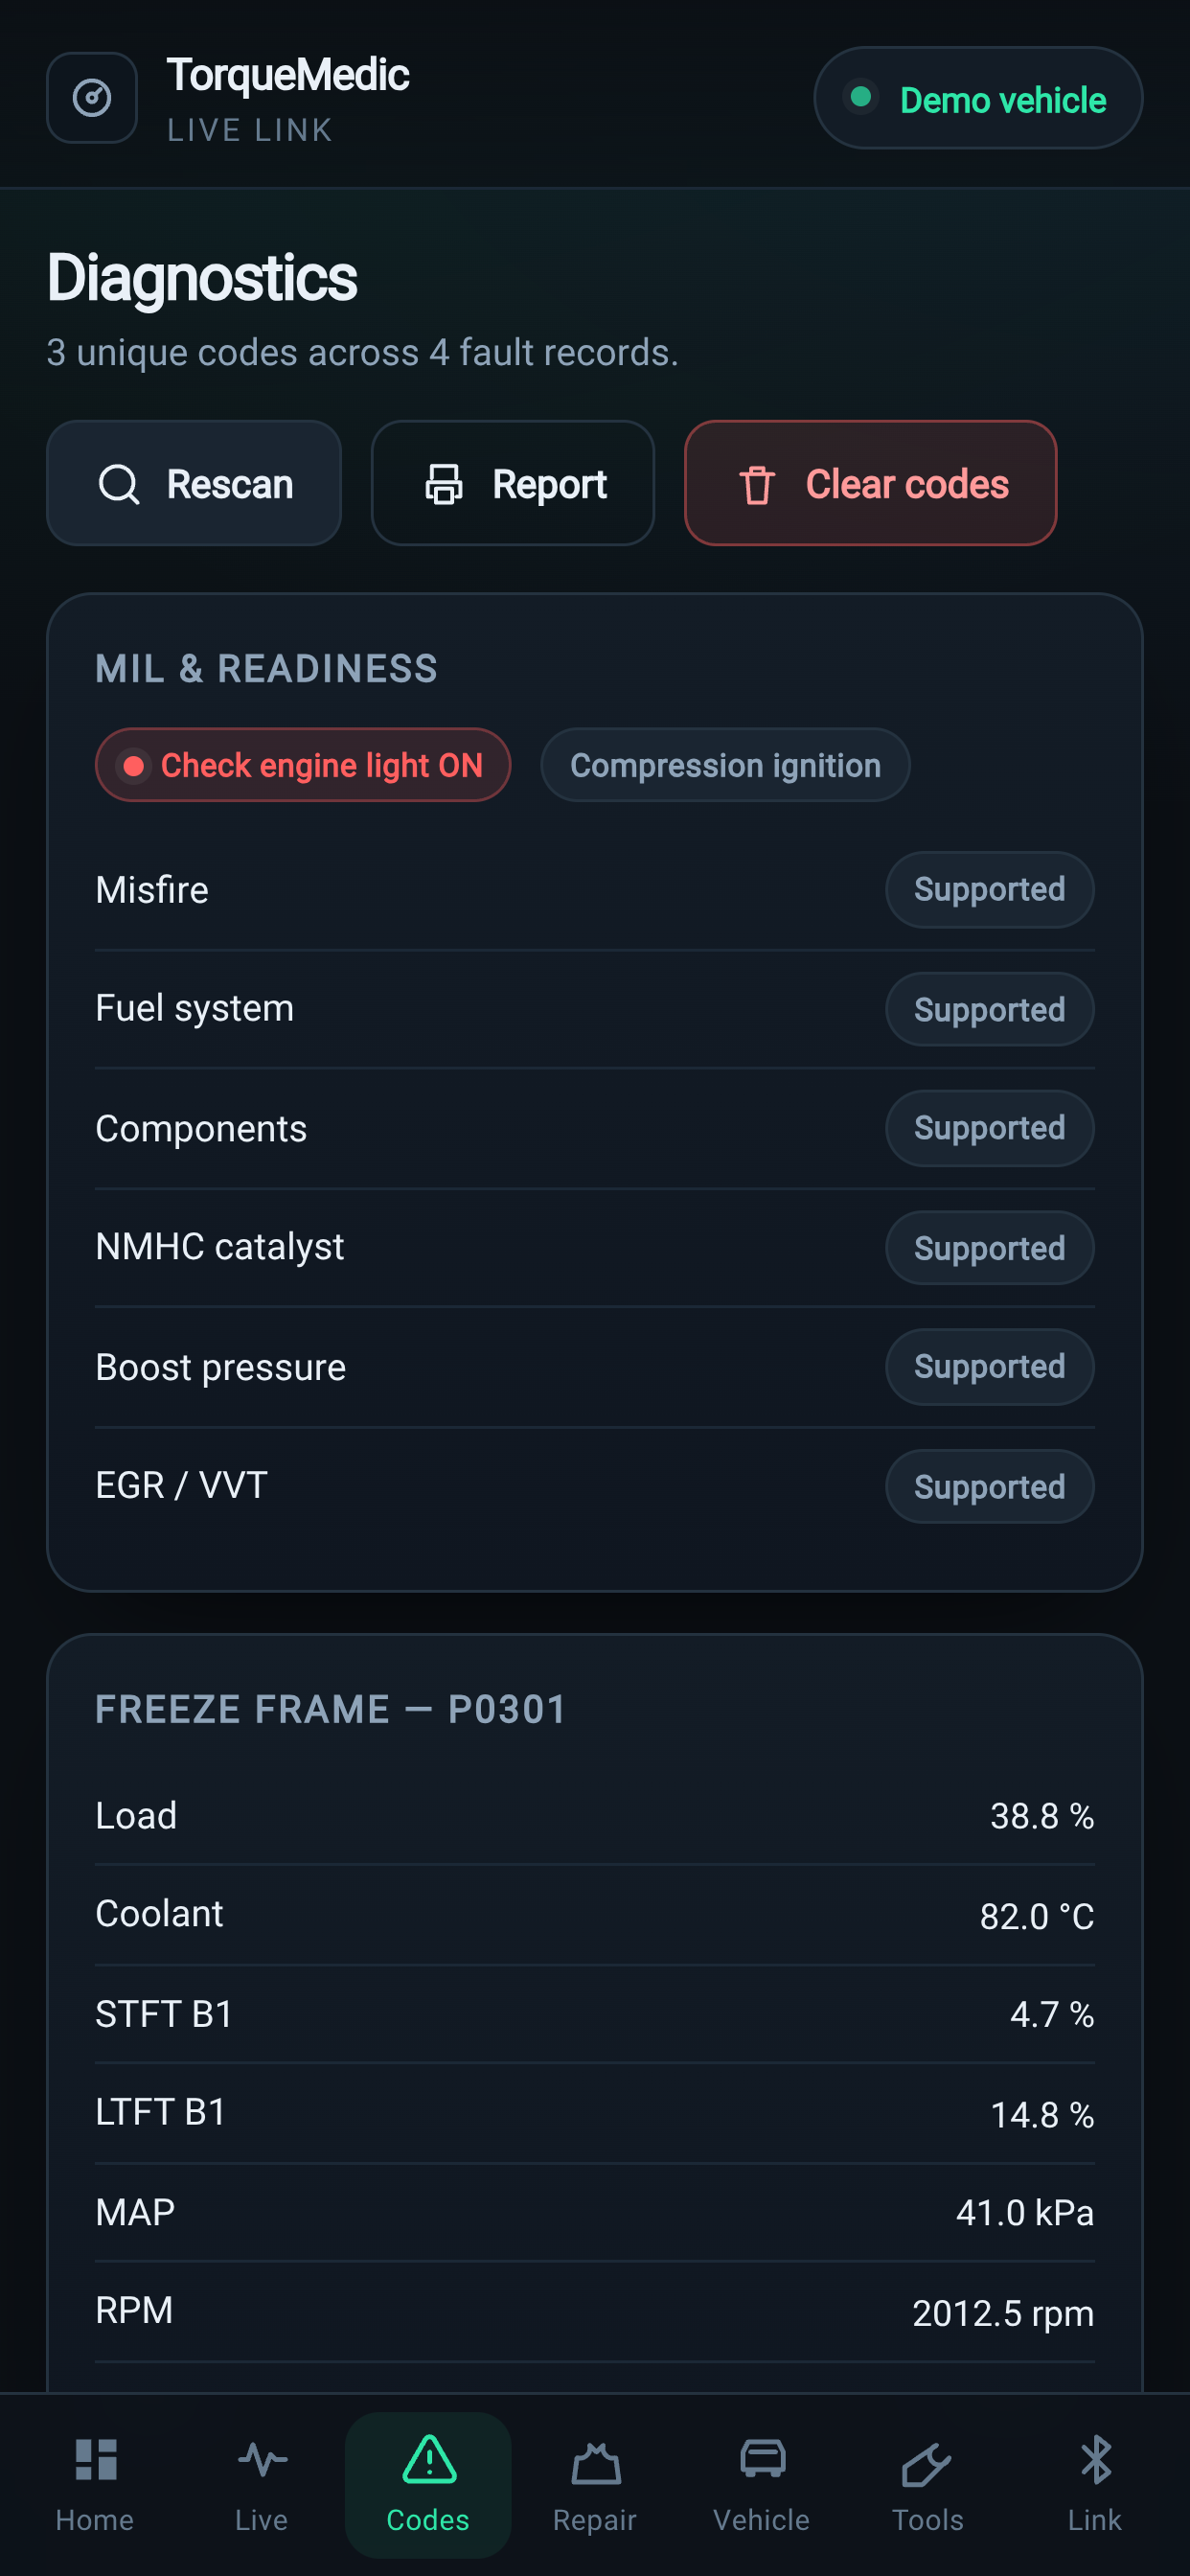 TorqueMedic
LIVE LINK
Demo vehicle
Diagnostics
3 unique codes across 4 fault records.
Rescan
Report
Clear codes
MIL & READINESS
Check engine light ON
Compression ignition
Misfire Supported
Fuel system Supported
Components Supported
NMHC catalyst Supported
Boost pressure Supported
EGR / VVT Supported
FREEZE FRAME — P0301
Load 38.8 %
Coolant 82.0 °C
STFT B1 4.7 %
LTFT B1 14.8 %
MAP 41.0 kPa
RPM 2012.5 rpm
Home Live Codes Repair Vehicle Tools Link